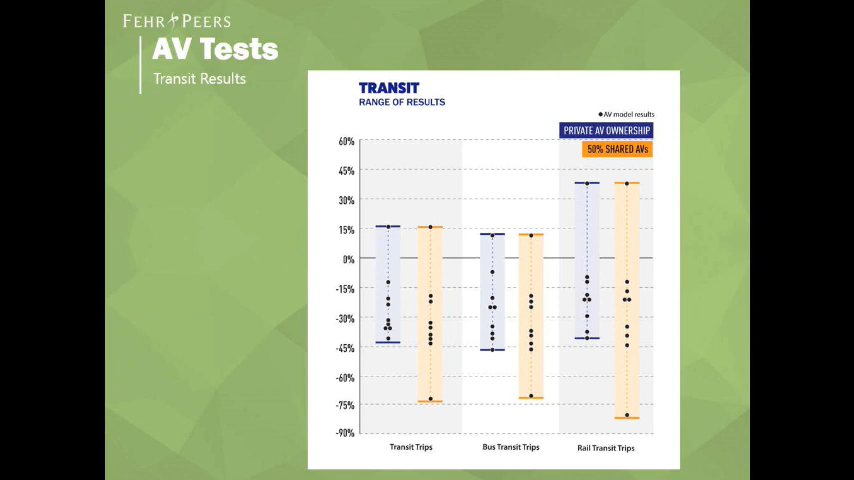 FEHR PEERS
AV Tests
Transit Results
TRANSIT
RANGE OF RESULTS
AV model results
PRIVATE AV OWNERSHIP
50% SHARED AVs
60%
45%
30%
15%
0%
-15%
-30%
-45%
-60%
-75%
-90%
Transit Trips
Bus Transit Trips
Rail Transit Trips